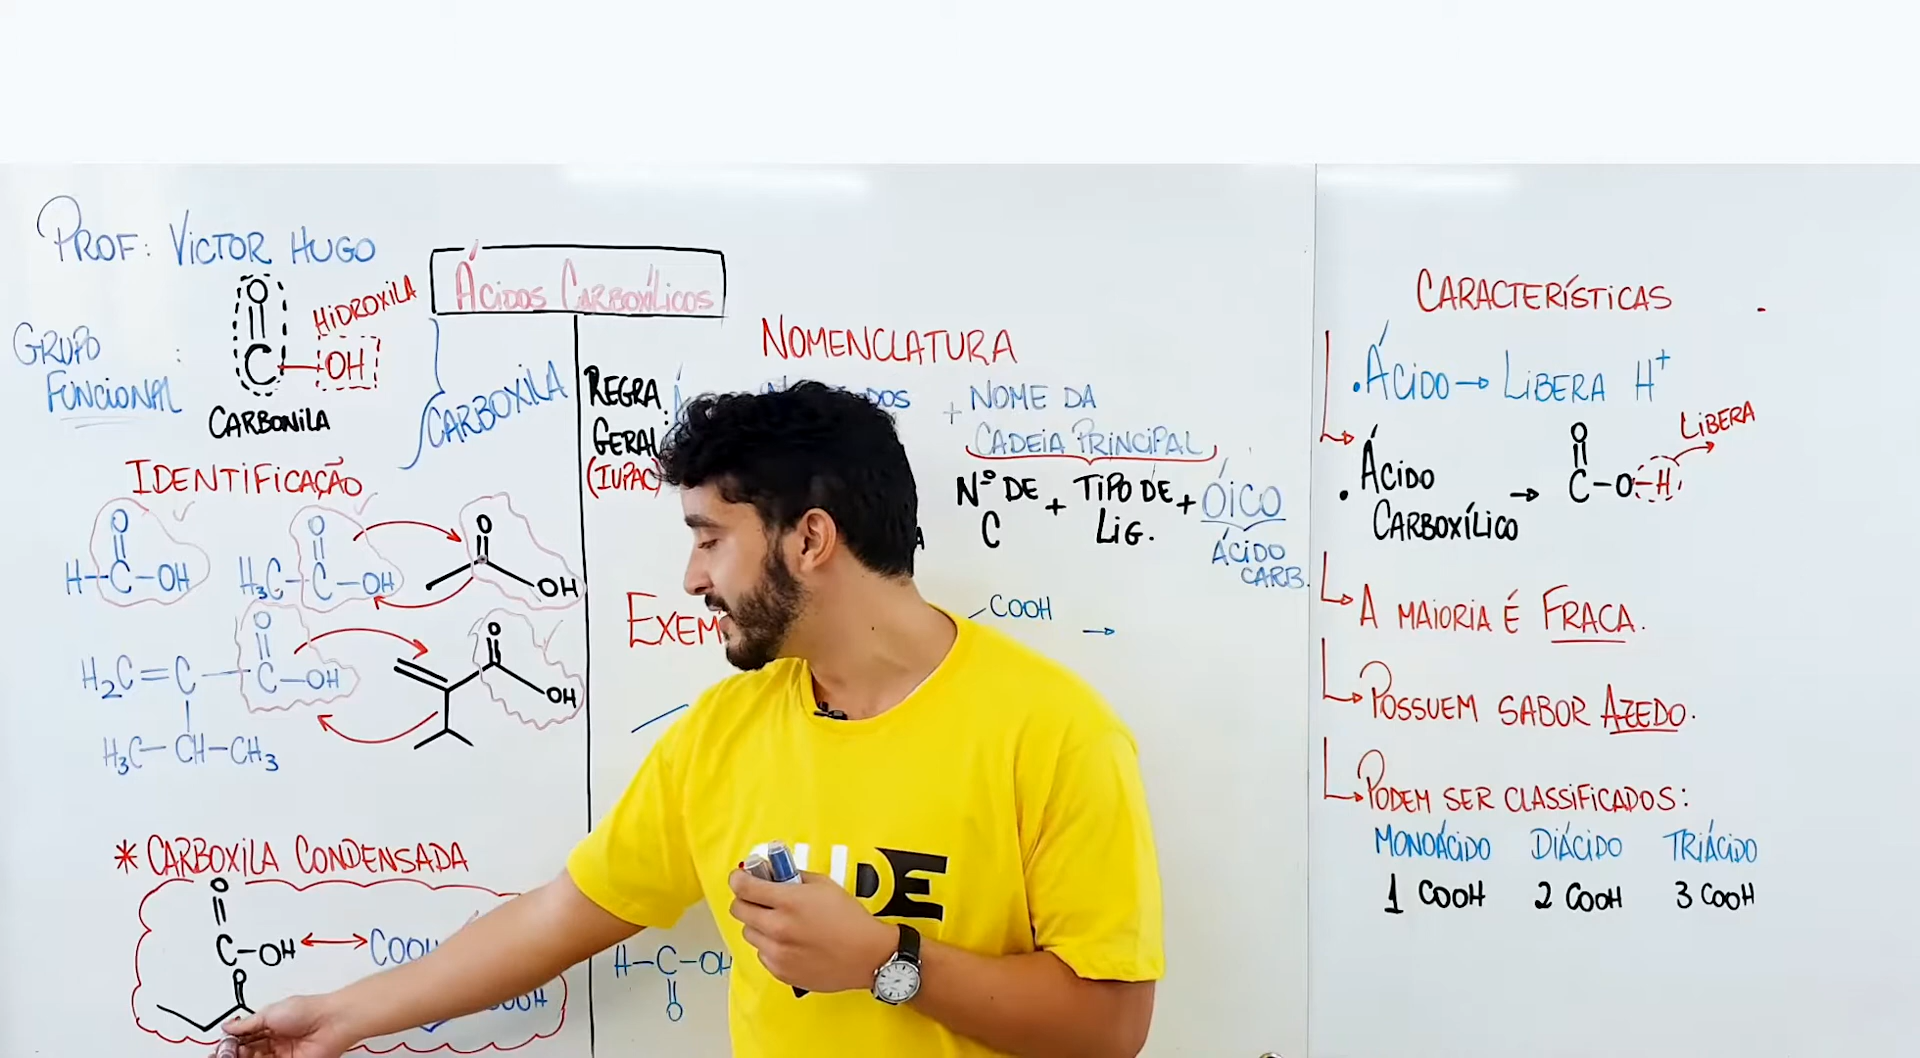 PROF: VICTOR HUGO
GRUPO FUNCIONAL :
O
C—OH
HIDROXILA
CARBONILA
CARBOXILA
ÁCIDOS CARBOXÍLICOS
IDENTIFICAÇÃO
O
H—C—OH
O
H₃C—C—OH
O
OH
O
H₂C=C—C—OH
H₃C—CH—CH₃
O
OH
* CARBOXILA CONDENSADA
O
C—OH ↔ COOH
O
COOH
NOMENCLATURA
REGRA GERAL:
(IUPAC)
+ NOME DA
CADEIA PRINCIPAL
Nº DE C + TIPO DE LIG. + ÓICO
ÁCIDO
CARB.
COOH →
H—C—OH
O
CARACTERÍSTICAS
• ÁCIDO → LIBERA H⁺
• ÁCIDO CARBOXÍLICO →
O
C—O—H
LIBERA
A MAIORIA É FRACA.
POSSUEM SABOR AZEDO.
PODEM SER CLASSIFICADOS:
MONOÁCIDO DIÁCIDO TRIÁCIDO
1 COOH 2 COOH 3 COOH